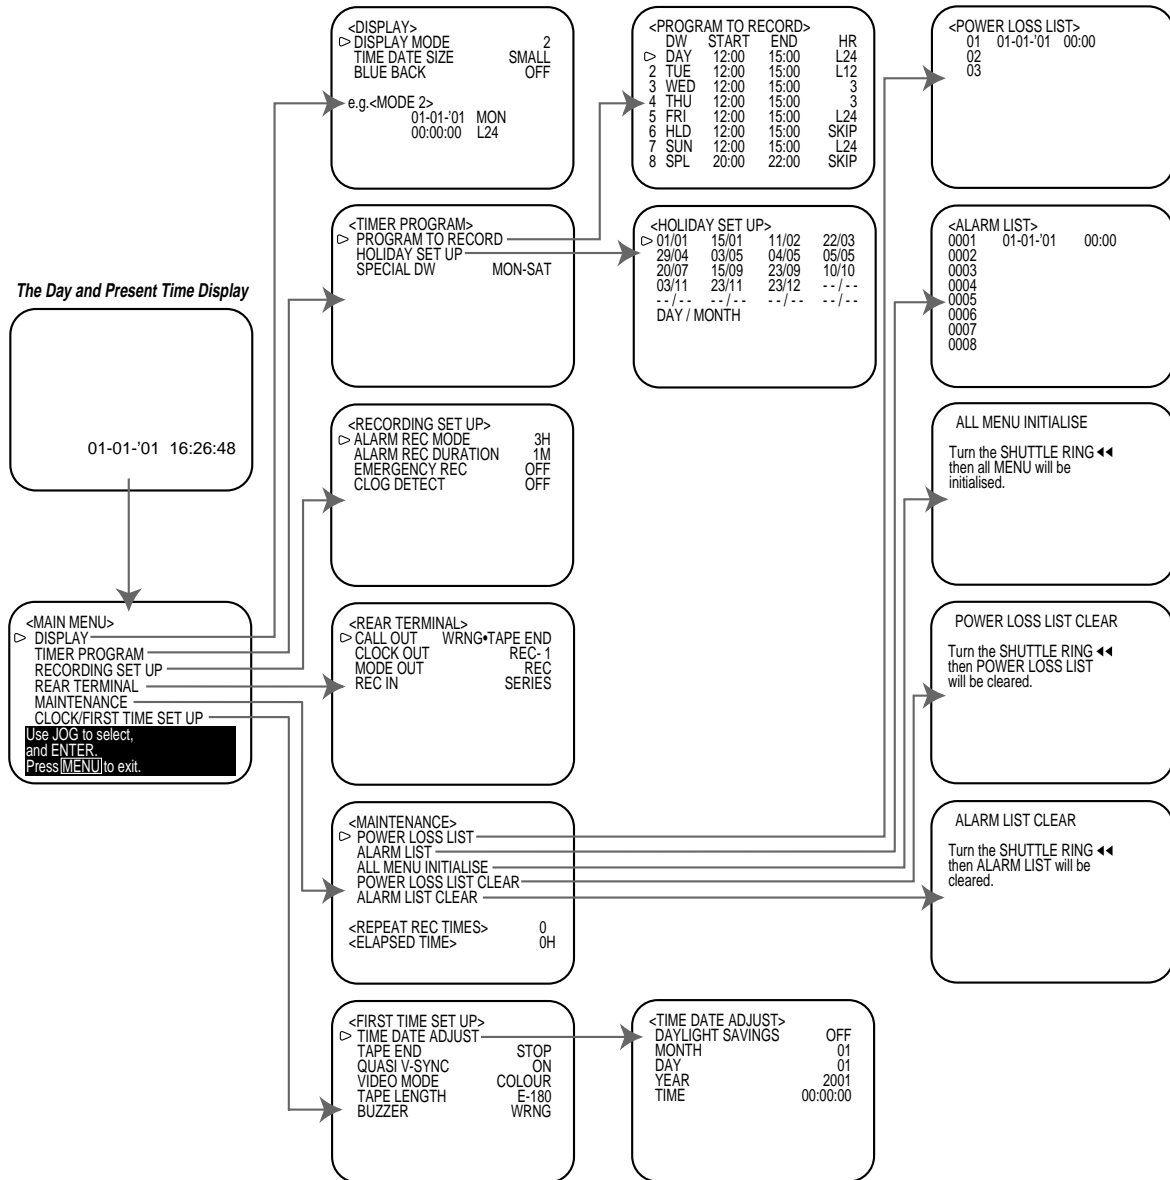 The Day and Present Time Display
01-01-'01 16:26:48
<MAIN MENU>
DISPLAY
TIMER PROGRAM
RECORDING SET UP
REAR TERMINAL
MAINTENANCE
CLOCK/FIRST TIME SET UP
Use JOG to select,
and ENTER.
Press MENU to exit.
<DISPLAY>
DISPLAY MODE 2
TIME DATE SIZE SMALL
BLUE BACK OFF
e.g.<MODE 2>
01-01-'01 MON
00:00:00 L24
<TIMER PROGRAM>
PROGRAM TO RECORD
HOLIDAY SET UP
SPECIAL DW MON-SAT
<RECORDING SET UP>
ALARM REC MODE 3H
ALARM REC DURATION 1M
EMERGENCY REC OFF
CLOG DETECT OFF
<REAR TERMINAL>
CALL OUT WRNG•TAPE END
CLOCK OUT REC- 1
MODE OUT REC
REC IN SERIES
<MAINTENANCE>
POWER LOSS LIST
ALARM LIST
ALL MENU INITIALISE
POWER LOSS LIST CLEAR
ALARM LIST CLEAR
<REPEAT REC TIMES> 0
<ELAPSED TIME> 0H
<FIRST TIME SET UP>
TIME DATE ADJUST
TAPE END STOP
QUASI V-SYNC ON
VIDEO MODE COLOUR
TAPE LENGTH E-180
BUZZER WRNG
<PROGRAM TO RECORD>
DW START END HR
DAY 12:00 15:00 L24
2 TUE 12:00 15:00 L12
3 WED 12:00 15:00 3
4 THU 12:00 15:00 3
5 FRI 12:00 15:00 L24
6 HLD 12:00 15:00 SKIP
7 SUN 12:00 15:00 L24
8 SPL 20:00 22:00 SKIP
<HOLIDAY SET UP>
01/01 15/01 11/02 22/03
29/04 03/05 04/05 05/05
20/07 15/09 23/09 10/10
03/11 23/11 23/12 - - / - -
- - / - - - - / - - - - / - - - - / - -
DAY / MONTH
<TIME DATE ADJUST>
DAYLIGHT SAVINGS OFF
MONTH 01
DAY 01
YEAR 2001
TIME 00:00:00
<POWER LOSS LIST>
01 01-01-'01 00:00
02
03
<ALARM LIST>
0001 01-01-'01 00:00
0002
0003
0004
0005
0006
0007
0008
ALL MENU INITIALISE
Turn the SHUTTLE RING ◂◂
then all MENU will be
initialised.
POWER LOSS LIST CLEAR
Turn the SHUTTLE RING ◂◂
then POWER LOSS LIST
will be cleared.
ALARM LIST CLEAR
Turn the SHUTTLE RING ◂◂
then ALARM LIST will be
cleared.